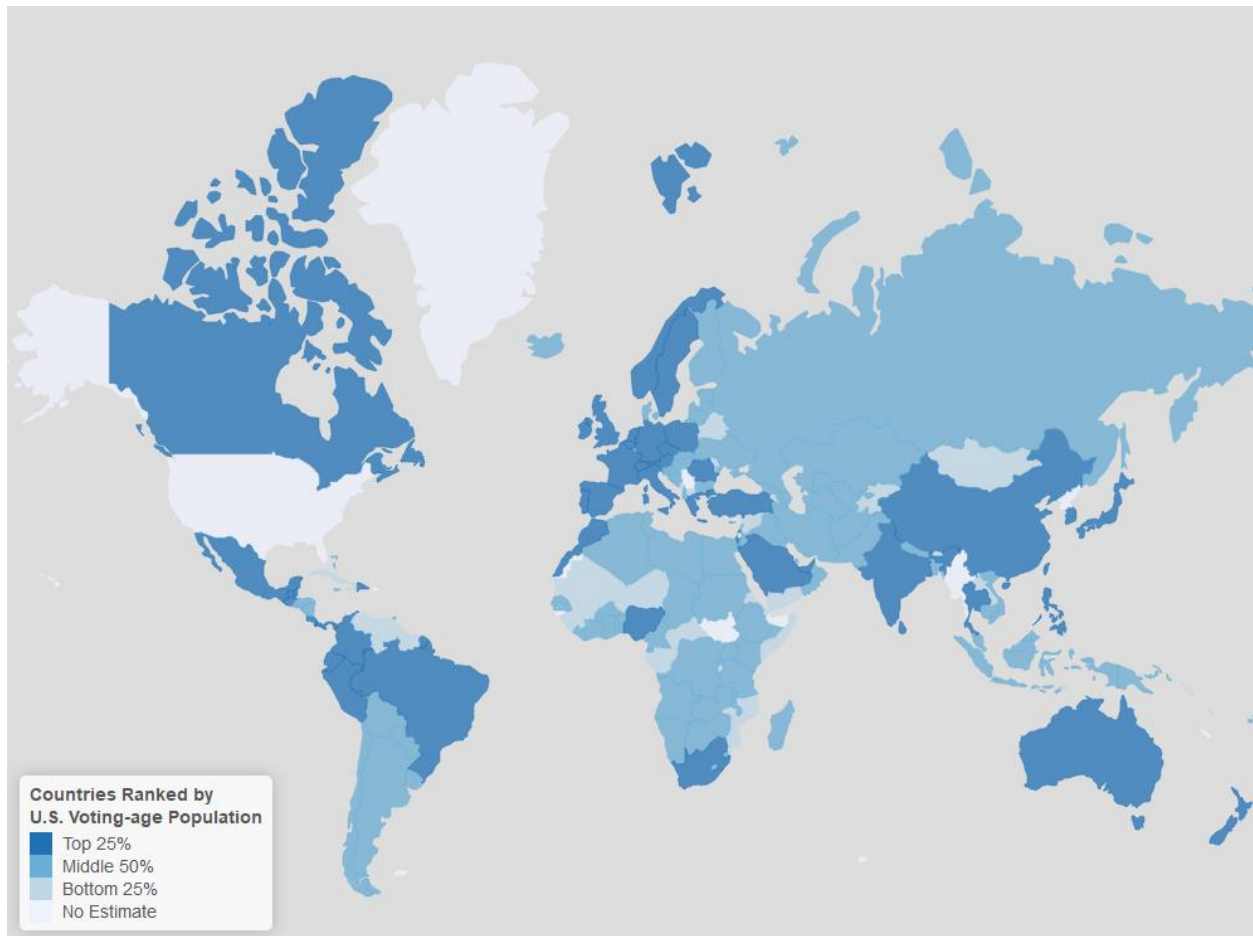 Countries Ranked by
U.S. Voting-age Population
Top 25%
Middle 50%
Bottom 25%
No Estimate